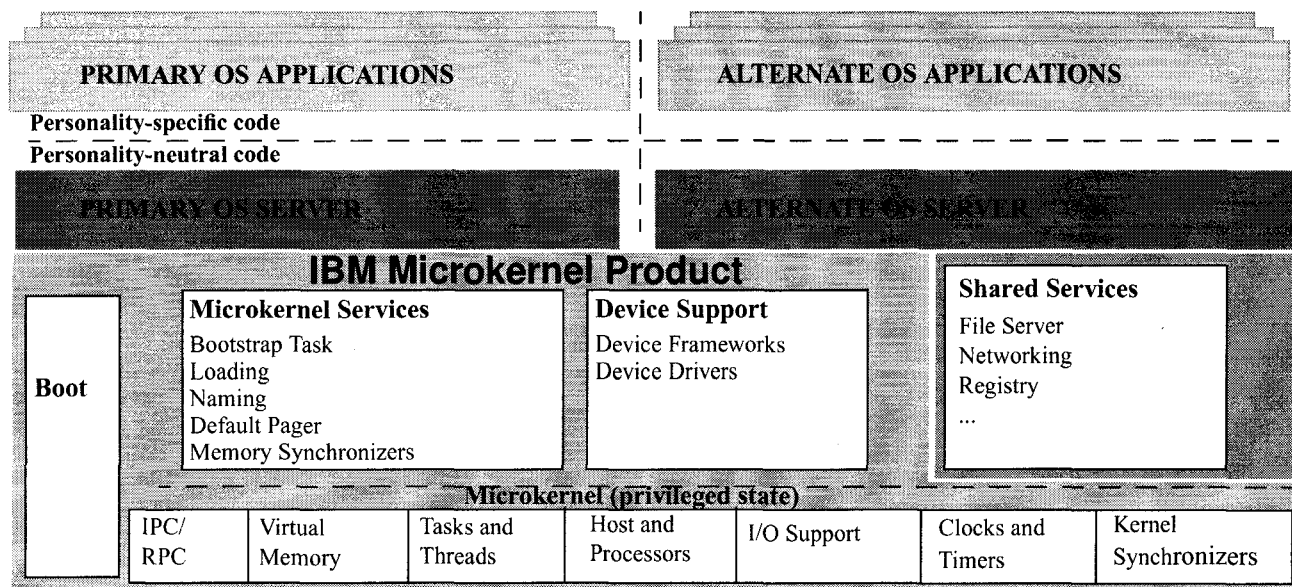 PRIMARY OS APPLICATIONS
ALTERNATE OS APPLICATIONS
Personality-specific code
Personality-neutral code
PRIMARY OS SERVER
ALTERNATE OS SERVER
IBM Microkernel Product
Boot
Microkernel Services
Bootstrap Task
Loading
Naming
Default Pager
Memory Synchronizers
Device Support
Device Frameworks
Device Drivers
Shared Services
File Server
Networking
Registry
...
Microkernel (privileged state)
IPC/
RPC
Virtual
Memory
Tasks and
Threads
Host and
Processors
I/O Support
Clocks and
Timers
Kernel
Synchronizers